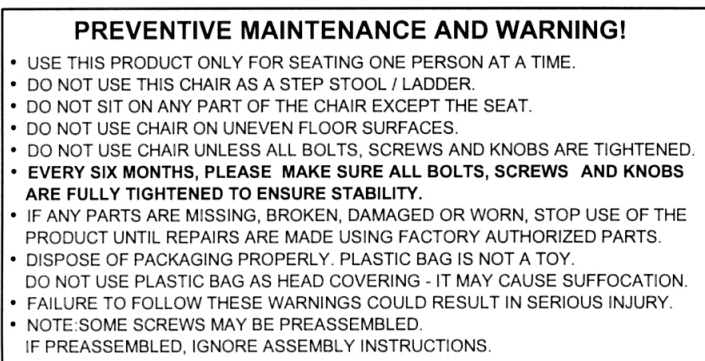 PREVENTIVE MAINTENANCE AND WARNING!
• USE THIS PRODUCT ONLY FOR SEATING ONE PERSON AT A TIME.
• DO NOT USE THIS CHAIR AS A STEP STOOL / LADDER.
• DO NOT SIT ON ANY PART OF THE CHAIR EXCEPT THE SEAT.
• DO NOT USE CHAIR ON UNEVEN FLOOR SURFACES.
• DO NOT USE CHAIR UNLESS ALL BOLTS, SCREWS AND KNOBS ARE TIGHTENED.
• EVERY SIX MONTHS, PLEASE MAKE SURE ALL BOLTS, SCREWS AND KNOBS
ARE FULLY TIGHTENED TO ENSURE STABILITY.
• IF ANY PARTS ARE MISSING, BROKEN, DAMAGED OR WORN, STOP USE OF THE
PRODUCT UNTIL REPAIRS ARE MADE USING FACTORY AUTHORIZED PARTS.
• DISPOSE OF PACKAGING PROPERLY. PLASTIC BAG IS NOT A TOY.
DO NOT USE PLASTIC BAG AS HEAD COVERING - IT MAY CAUSE SUFFOCATION.
• FAILURE TO FOLLOW THESE WARNINGS COULD RESULT IN SERIOUS INJURY.
• NOTE:SOME SCREWS MAY BE PREASSEMBLED.
IF PREASSEMBLED, IGNORE ASSEMBLY INSTRUCTIONS.